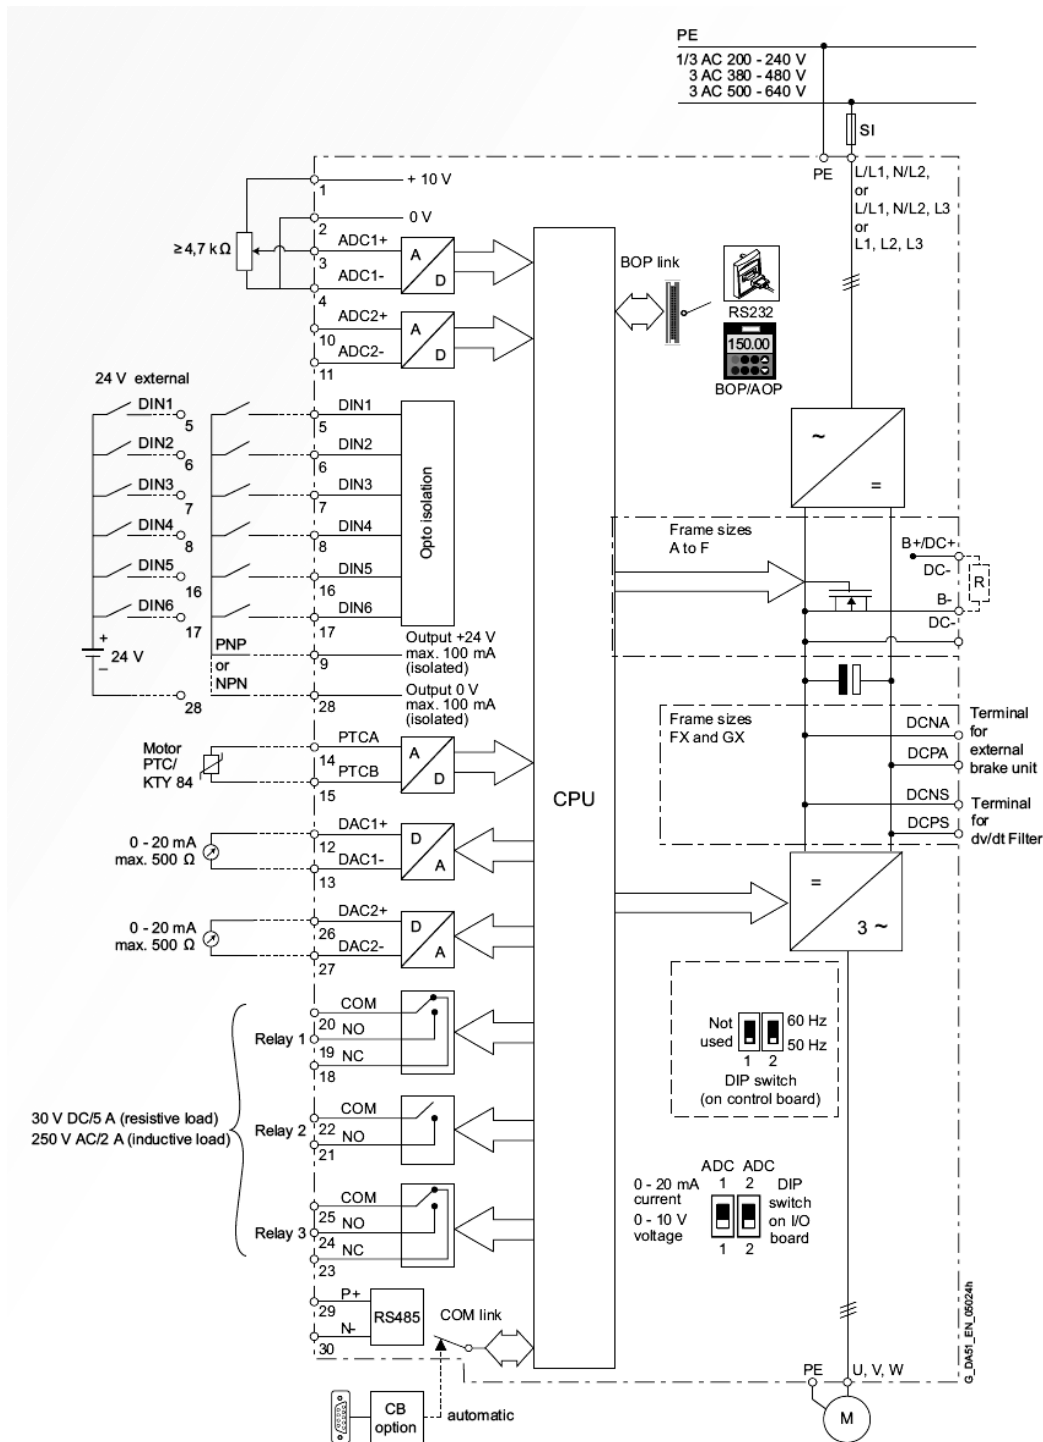 PE
1/3 AC 200 - 240 V
3 AC 380 - 480 V
3 AC 500 - 640 V
SI
PE
L/L1, N/L2,
or
L/L1, N/L2, L3
or
L1, L2, L3
1
+ 10 V
2
0 V
≥ 4,7 k Ω
ADC1+
3
ADC1-
4
A
D
ADC2+
10
ADC2-
11
A
D
BOP link
RS232
150.00
BOP/AOP
24 V external
DIN1
5
DIN2
6
DIN3
7
DIN4
8
DIN5
16
DIN6
17
+
24 V
–
28
PNP
or
NPN
DIN1
5
DIN2
6
DIN3
7
DIN4
8
DIN5
16
DIN6
17
Opto isolation
9
Output +24 V
max. 100 mA
(isolated)
28
Output 0 V
max. 100 mA
(isolated)
~
=
Frame sizes
A to F
B+/DC+
DC-
R
B-
DC-
Frame sizes
FX and GX
DCNA
DCPA
Terminal
for
external
brake unit
DCNS
DCPS
Terminal
for
dv/dt Filter
Motor
PTC/
KTY 84
PTCA
14
PTCB
15
A
D
CPU
0 - 20 mA
max. 500 Ω
DAC1+
12
DAC1-
13
D
A
0 - 20 mA
max. 500 Ω
DAC2+
26
DAC2-
27
D
A
=
3 ~
30 V DC/5 A (resistive load)
250 V AC/2 A (inductive load)
Relay 1
COM
20
NO
19
NC
18
Relay 2
COM
22
NO
21
Relay 3
COM
25
NO
24
NC
23
Not
used
60 Hz
50 Hz
1 2
DIP switch
(on control board)
ADC ADC
1 2
0 - 20 mA
current
0 - 10 V
voltage
DIP
switch
on I/O
board
1 2
P+
29
N-
30
RS485
COM link
CB
option
automatic
PE
U, V, W
M
G_DA51_EN_05024h